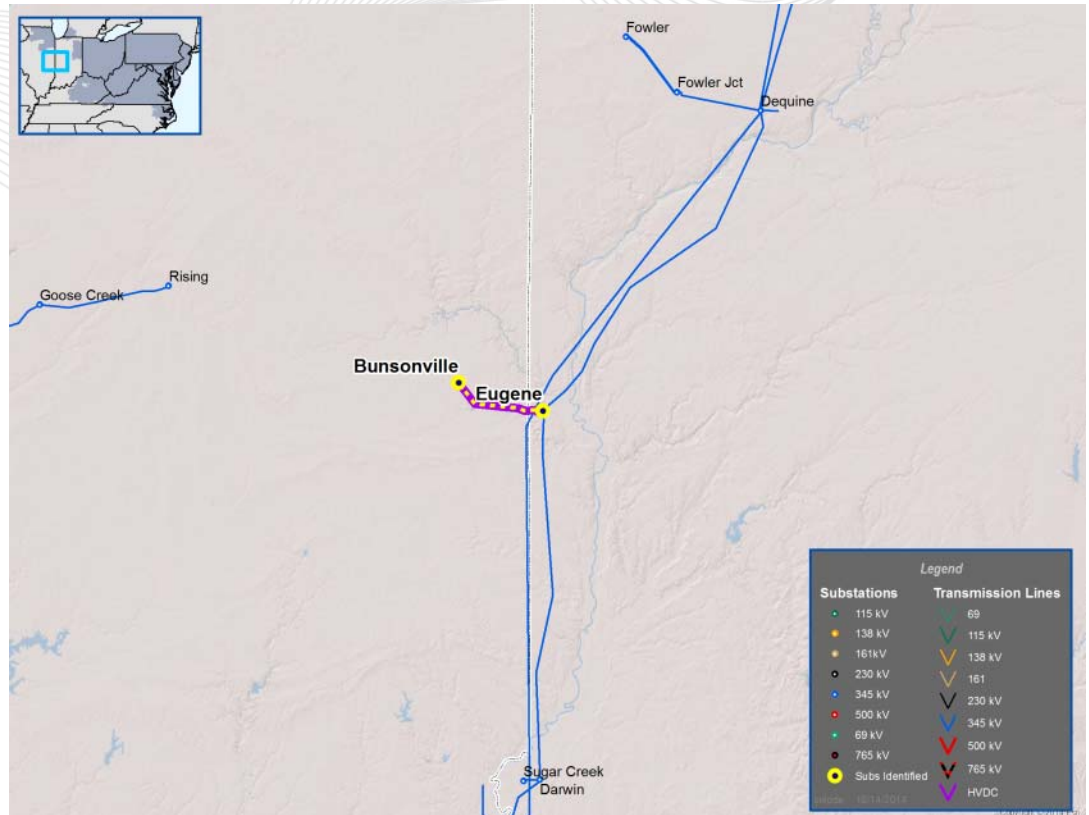 Fowler
Fowler Jct
Dequine
Rising
Goose Creek
Bunsonville
Eugene
Sugar Creek
Darwin
Legend
Substations
115 kV
138 kV
161kV
230 kV
345 kV
500 kV
69 kV
765 kV
Subs Identified
Transmission Lines
69
115 kV
138 kV
161
230 kV
345 kV
500 kV
765 kV
HVDC